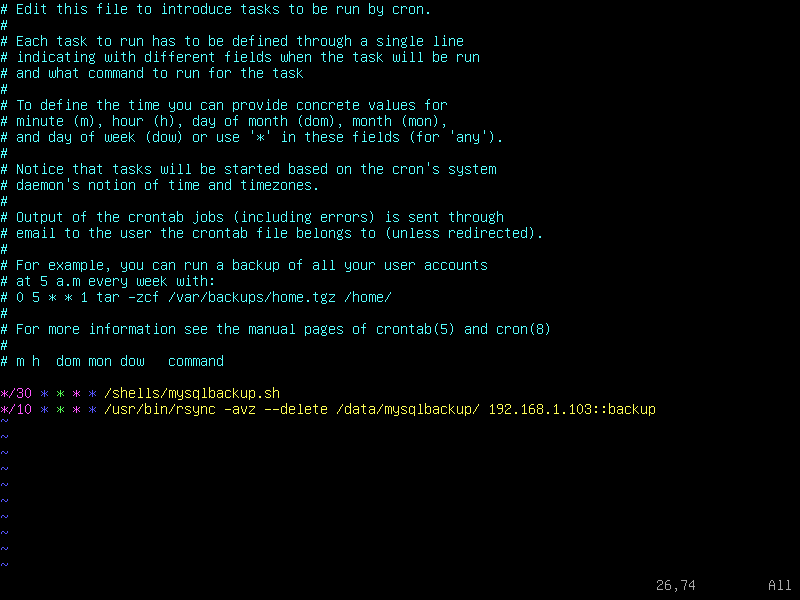 # Edit this file to introduce tasks to be run by cron.
#
# Each task to run has to be defined through a single line
# indicating with different fields when the task will be run
# and what command to run for the task
#
# To define the time you can provide concrete values for
# minute (m), hour (h), day of month (dom), month (mon),
# and day of week (dow) or use '*' in these fields (for 'any').
#
# Notice that tasks will be started based on the cron's system
# daemon's notion of time and timezones.
#
# Output of the crontab jobs (including errors) is sent through
# email to the user the crontab file belongs to (unless redirected).
#
# For example, you can run a backup of all your user accounts
# at 5 a.m every week with:
# 0 5 * * 1 tar -zcf /var/backups/home.tgz /home/
#
# For more information see the manual pages of crontab(5) and cron(8)
#
# m h  dom mon dow   command

*/30 * * * * /shells/mysqlbackup.sh
*/10 * * * * /usr/bin/rsync -avz --delete /data/mysqlbackup/ 192.168.1.103::backup
~
~
~
~
~
~
~
~
~
~
26,74 All